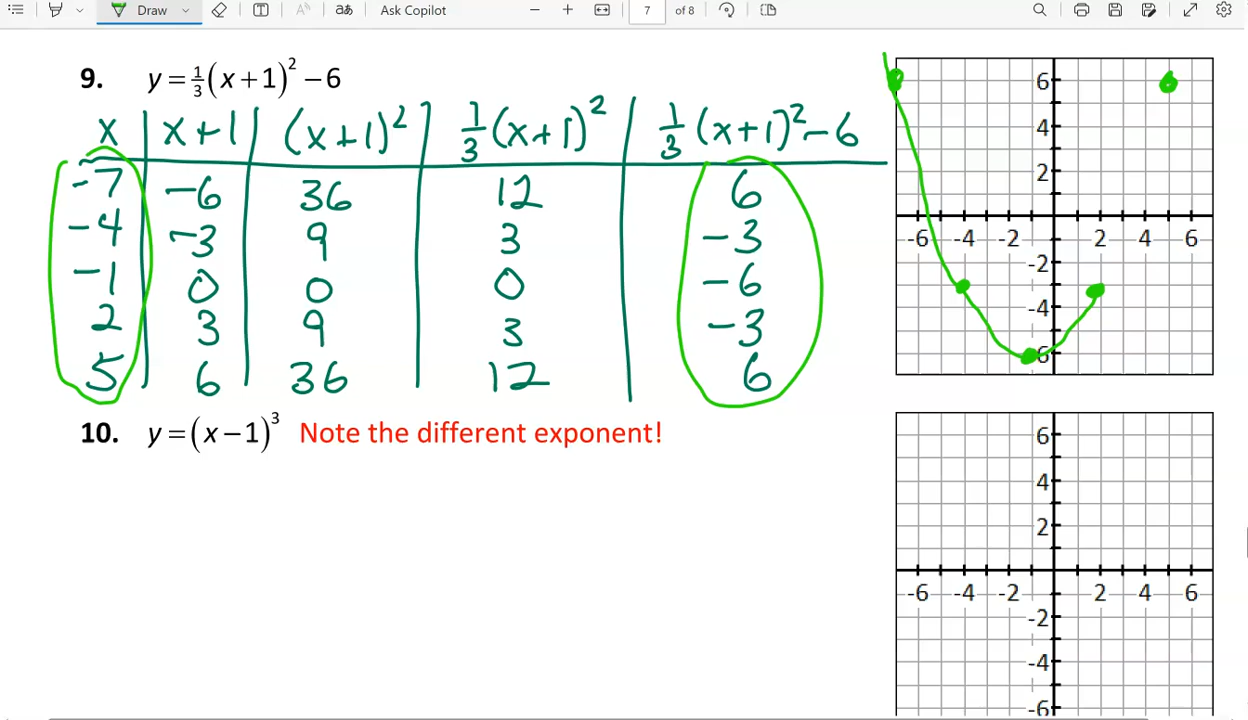 Draw Aあ Ask Copilot 7 of 8
9. y = 1/3(x+1)^2 – 6
x | x+1 | (x+1)^2 | 1/3(x+1)^2 | 1/3(x+1)^2–6
-7 -6 36 12 6
-4 -3 9 3 -3
-1 0 0 0 -6
2 3 9 3 -3
5 6 36 12 6
6
4
2
-6 -4 -2 2 4 6
-2
-4
-6
10. y = (x–1)^3 Note the different exponent!
6
4
2
-6 -4 -2 2 4 6
-2
-4
-6